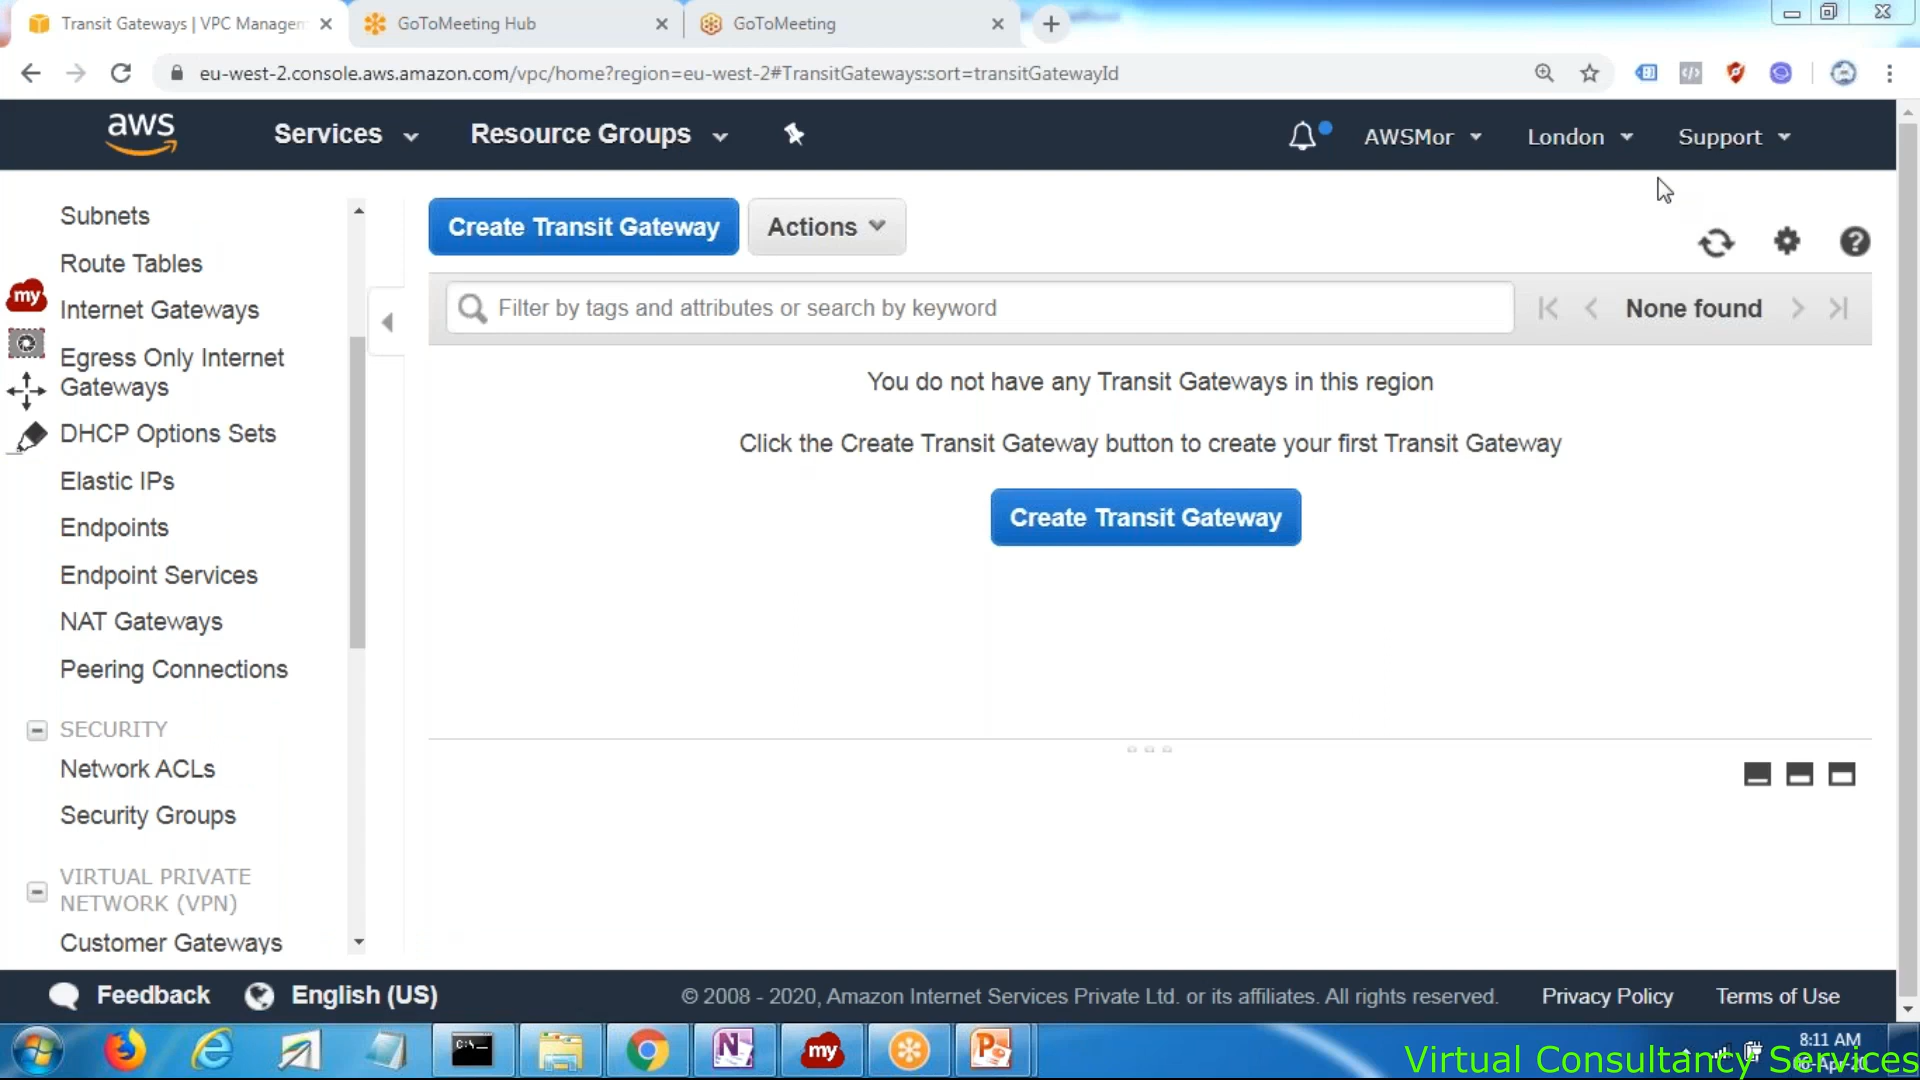 Transit Gateways | VPC Managem
GoToMeeting Hub
GoToMeeting
eu-west-2.console.aws.amazon.com/vpc/home?region=eu-west-2#TransitGateways:sort=transitGatewayId
aws
Services
Resource Groups
AWSMor
London
Support
Subnets
Route Tables
Internet Gateways
Egress Only Internet
Gateways
DHCP Options Sets
Elastic IPs
Endpoints
Endpoint Services
NAT Gateways
Peering Connections
SECURITY
Network ACLs
Security Groups
VIRTUAL PRIVATE
NETWORK (VPN)
Customer Gateways
my
Create Transit Gateway
Actions
Filter by tags and attributes or search by keyword
None found
You do not have any Transit Gateways in this region
Click the Create Transit Gateway button to create your first Transit Gateway
Create Transit Gateway
Feedback
English (US)
© 2008 - 2020, Amazon Internet Services Private Ltd. or its affiliates. All rights reserved.
Privacy Policy
Terms of Use
C:\
N
my
P
8:11 AM
Virtual Consultancy Services